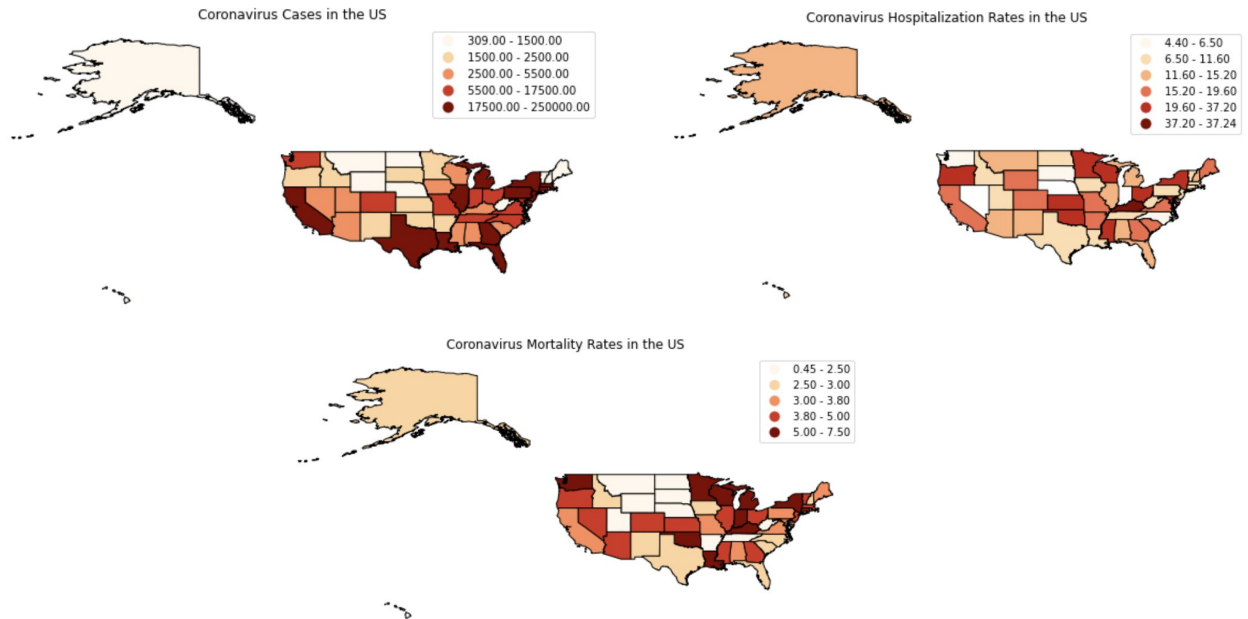 Coronavirus Cases in the US
309.00 - 1500.00
1500.00 - 2500.00
2500.00 - 5500.00
5500.00 - 17500.00
17500.00 - 250000.00
Coronavirus Hospitalization Rates in the US
4.40 - 6.50
6.50 - 11.60
11.60 - 15.20
15.20 - 19.60
19.60 - 37.20
37.20 - 37.24
Coronavirus Mortality Rates in the US
0.45 - 2.50
2.50 - 3.00
3.00 - 3.80
3.80 - 5.00
5.00 - 7.50